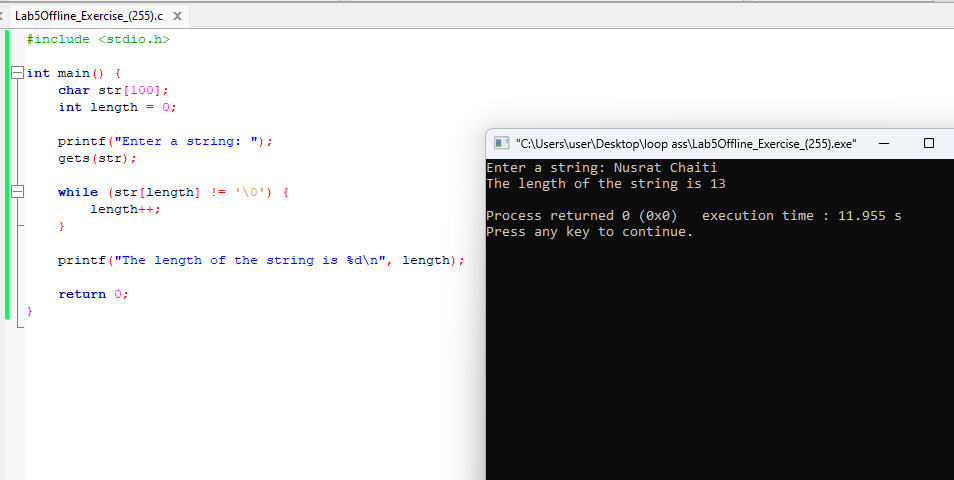 Lab5Offline_Exercise_(255).c X
#include <stdio.h>
int main() {
char str[100];
int length = 0;
printf("Enter a string: ");
gets(str);
while (str[length] != '\0') {
length++;
}
printf("The length of the string is %d\n", length);
return 0;
}
"C:\Users\user\Desktop\loop ass\Lab5Offline_Exercise_(255).exe"
Enter a string: Nusrat Chaiti
The length of the string is 13
Process returned 0 (0x0)   execution time : 11.955 s
Press any key to continue.